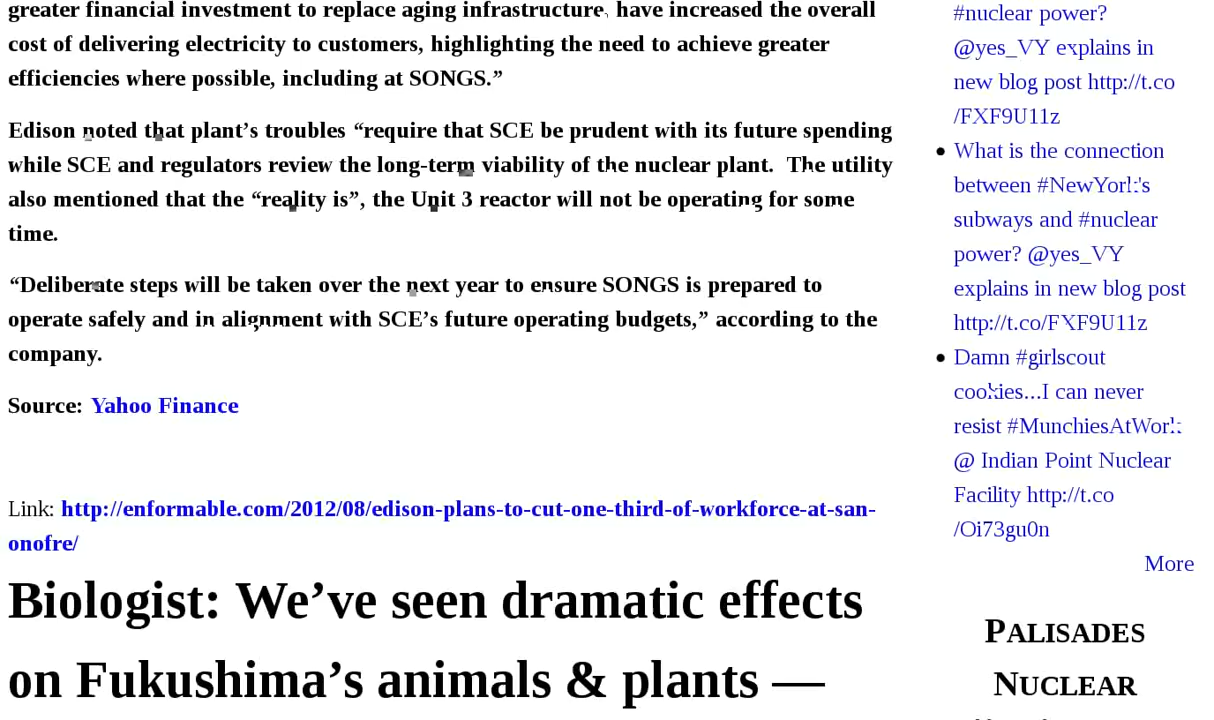 greater financial investment to replace aging infrastructure, have increased the overall
cost of delivering electricity to customers, highlighting the need to achieve greater
efficiencies where possible, including at SONGS.”
Edison noted that plant’s troubles “require that SCE be prudent with its future spending
while SCE and regulators review the long-term viability of the nuclear plant.  The utility
also mentioned that the “reality is”, the Unit 3 reactor will not be operating for some
time.
“Deliberate steps will be taken over the next year to ensure SONGS is prepared to
operate safely and in alignment with SCE’s future operating budgets,” according to the
company.
Source: Yahoo Finance
Link: http://enformable.com/2012/08/edison-plans-to-cut-one-third-of-workforce-at-san-
onofre/
Biologist: We’ve seen dramatic effects
on Fukushima’s animals & plants —
#nuclear power?
@yes_VY explains in
new blog post http://t.co
/FXF9U11z
What is the connection
between #NewYork's
subways and #nuclear
power? @yes_VY
explains in new blog post
http://t.co/FXF9U11z
Damn #girlscout
cookies...I can never
resist #MunchiesAtWork
@ Indian Point Nuclear
Facility http://t.co
/Oi73gu0n
More
PALISADES
NUCLEAR